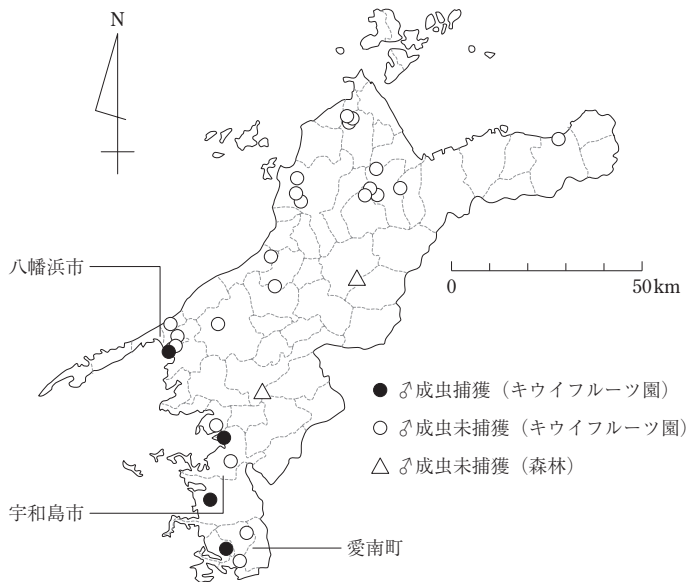 N
八幡浜市
0
50km
♂成虫捕獲（キウイフルーツ園）
♂成虫未捕獲（キウイフルーツ園）
♂成虫未捕獲（森林）
宇和島市
愛南町